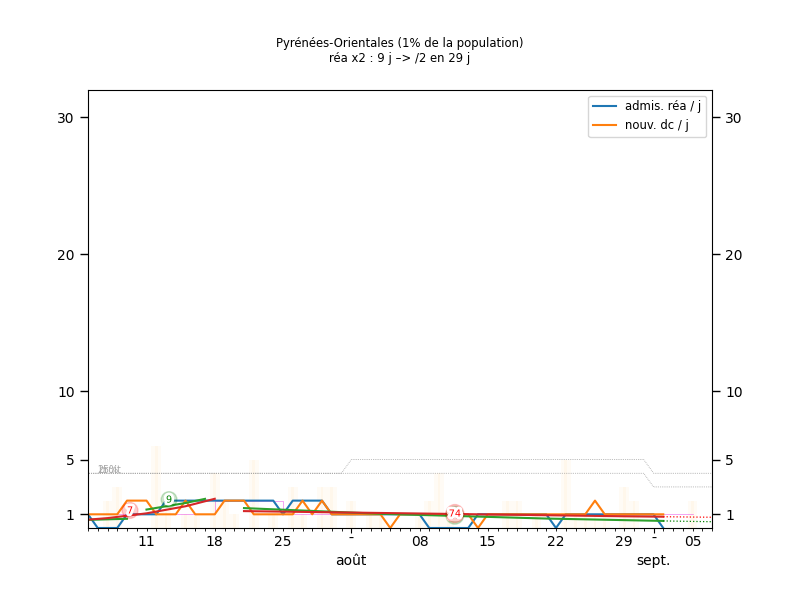 Pyrénées-Orientales (1% de la population)
réa x2 : 9 j –> /2 en 29 j
admis. réa / j
nouv. dc / j
30 30
20 20
10 10
5 5
1 1
9
7
74
11 18 25 - 08 15 22 29 - 05
août sept.